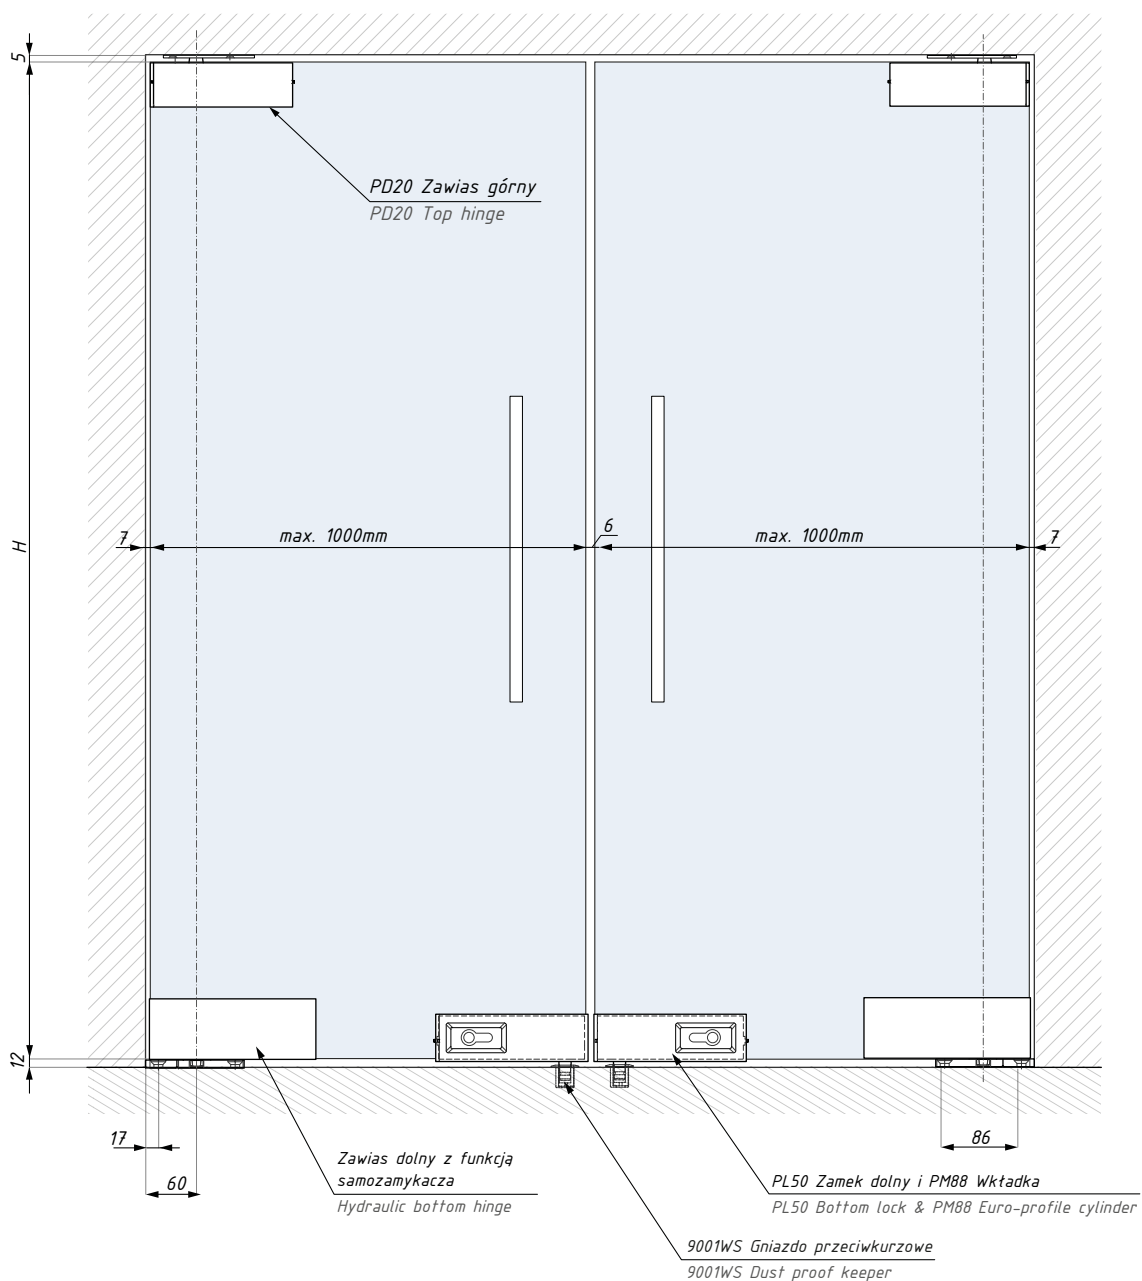 5
PD20 Zawias górny
PD20 Top hinge
H
7
max. 1000mm
6
max. 1000mm
7
12
17
60
86
Zawias dolny z funkcją
samozamykacza
Hydraulic bottom hinge
PL50 Zamek dolny i PM88 Wkładka
PL50 Bottom lock & PM88 Euro-profile cylinder
9001WS Gniazdo przeciwkurzowe
9001WS Dust proof keeper